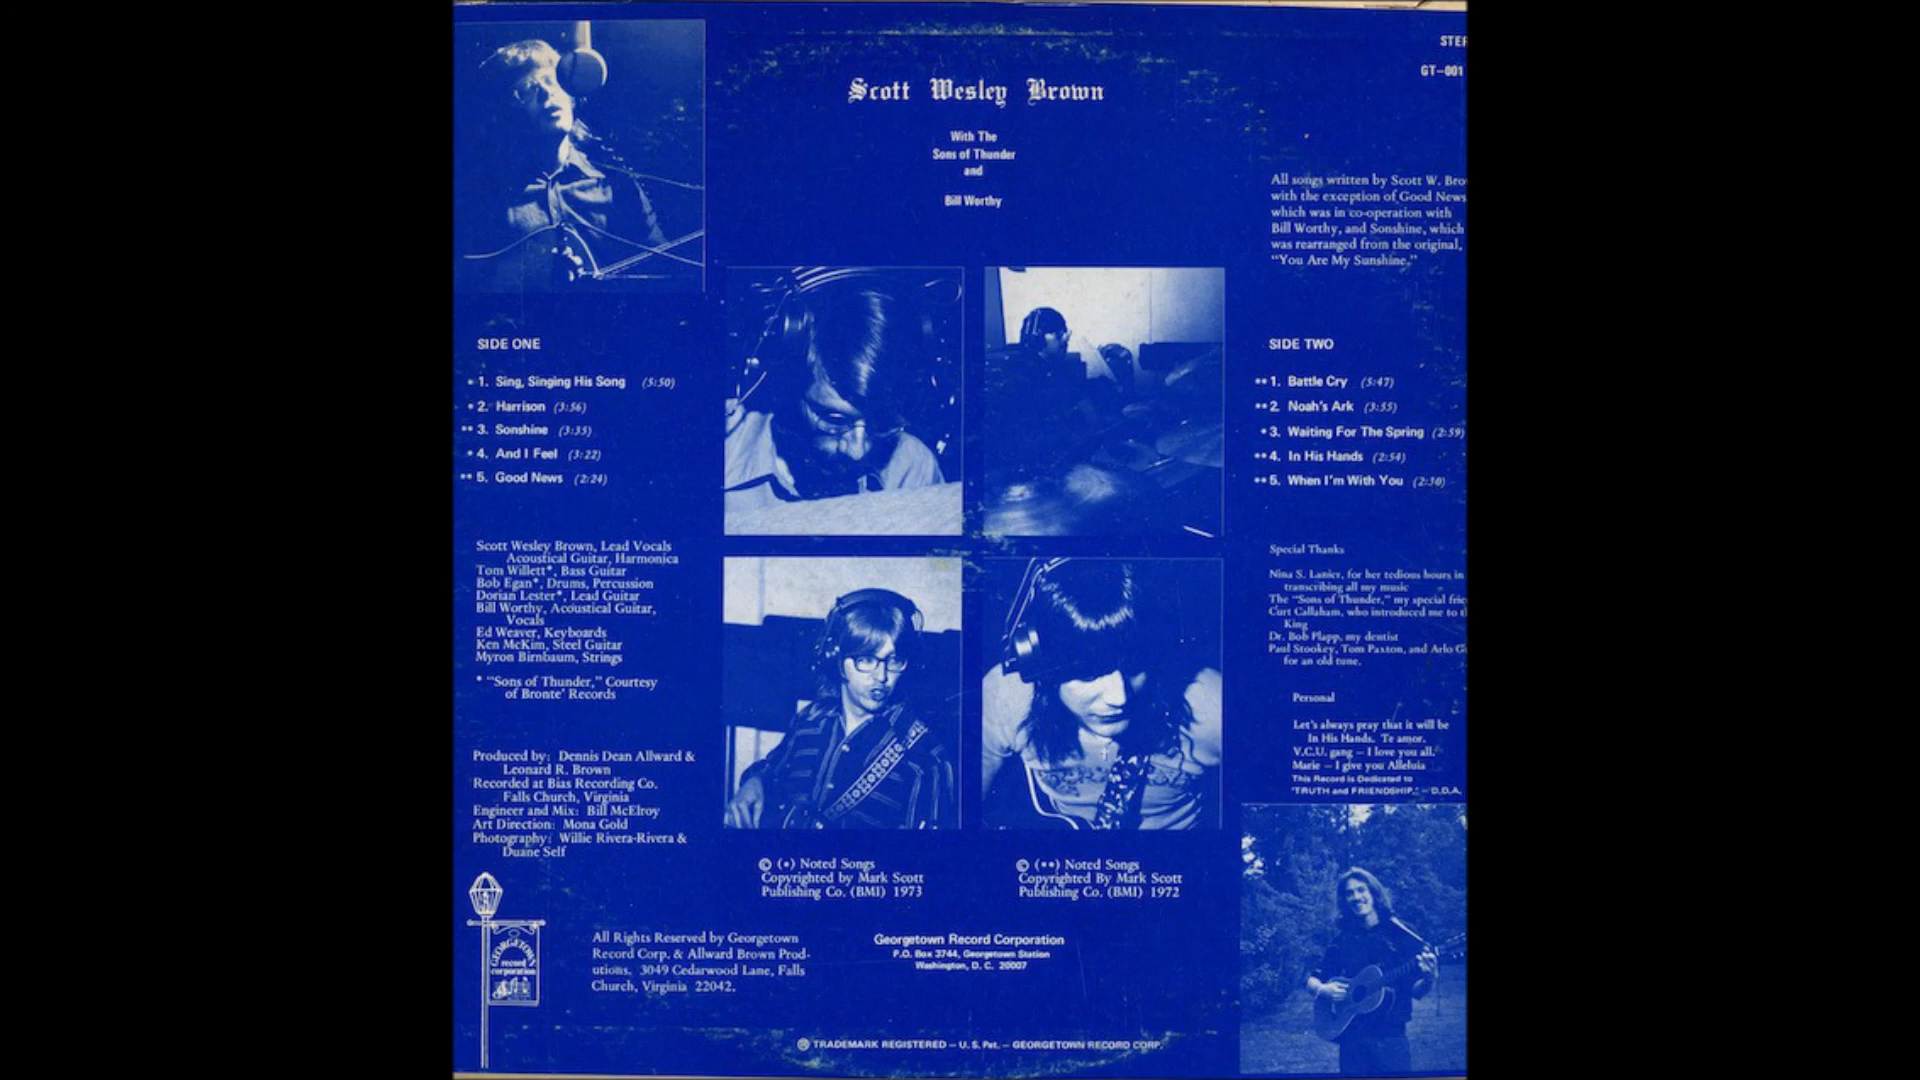 STER
GT-001
Scott Wesley Brown
With The
Sons of Thunder
and
Bill Worthy
All songs written by Scott W. Bro
with the exception of Good News
which was in co-operation with
Bill Worthy, and Sonshine, which
was rearranged from the original,
“You Are My Sunshine.”
SIDE ONE
* 1. Sing, Singing His Song (5:50)
* 2. Harrison (3:56)
** 3. Sonshine (3:35)
* 4. And I Feel (3:22)
** 5. Good News (2:24)
SIDE TWO
** 1. Battle Cry (5:47)
** 2. Noah's Ark (3:55)
* 3. Waiting For The Spring (2:59)
** 4. In His Hands (2:54)
** 5. When I'm With You (2:30)
Scott Wesley Brown, Lead Vocals
Acoustical Guitar, Harmonica
Tom Willett*, Bass Guitar
Bob Egan*, Drums, Percussion
Dorian Lester*, Lead Guitar
Bill Worthy, Acoustical Guitar,
Vocals
Ed Weaver, Keyboards
Ken McKim, Steel Guitar
Myron Birnbaum, Strings
* “Sons of Thunder,” Courtesy
of Bronte' Records
Produced by: Dennis Dean Allward &
Leonard R. Brown
Recorded at Bias Recording Co.
Falls Church, Virginia
Engineer and Mix: Bill McElroy
Art Direction: Mona Gold
Photography: Willie Rivera-Rivera &
Duane Self
Special Thanks
Nina S. Lanier, for her tedious hours in
transcribing all my music
The “Sons of Thunder,” my special frie
Curt Callaham, who introduced me to t
King
Dr. Bob Plapp, my dentist
Paul Stookey, Tom Paxton, and Arlo G
for an old tune.
Personal
Let's always pray that it will be
In His Hands. Te amor.
V.C.U. gang — I love you all.
Marie — I give you Alleluia
This Record is Dedicated to
"TRUTH and FRIENDSHIP." — D.D.A.
© (*) Noted Songs
Copyrighted by Mark Scott
Publishing Co. (BMI) 1973
© (**) Noted Songs
Copyrighted By Mark Scott
Publishing Co. (BMI) 1972
GEORGETOWN
record
corporation
All Rights Reserved by Georgetown
Record Corp. & Allward Brown Prod-
utions. 3049 Cedarwood Lane, Falls
Church, Virginia 22042.
Georgetown Record Corporation
P.O. Box 3744, Georgetown Station
Washington, D. C. 20007
® TRADEMARK REGISTERED — U. S. Pat. — GEORGETOWN RECORD CORP.